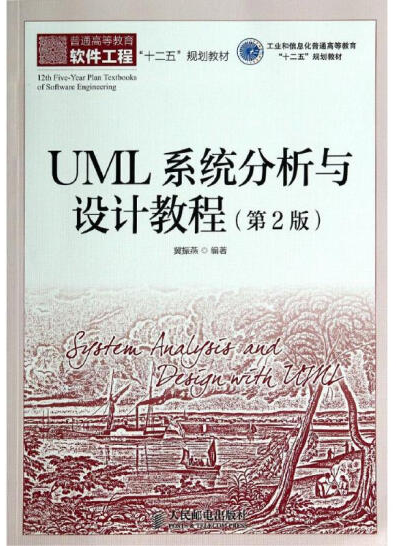 普通高等教育
软件工程
"十二五"规划教材
12th Five-Year Plan Textbooks
of Software Engineering
工业和信息化普通高等教育
"十二五"规划教材
UML 系统分析与
设计教程(第2版)
冀振燕 ◎ 编著
System Analysis and
Design with UML
人民邮电出版社
POSTS & TELECOM PRESS